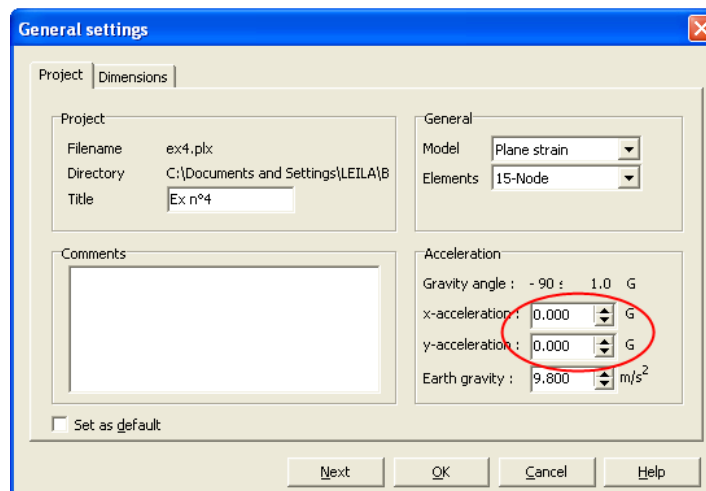 General settings
Project
Dimensions
Project
Filename ex4.plx
Directory C:\Documents and Settings\LEILA\B
Title Ex n°4
General
Model Plane strain
Elements 15-Node
Comments
Acceleration
Gravity angle : - 90 1.0 G
x-acceleration : 0.000 G
y-acceleration : 0.000 G
Earth gravity : 9.800 m/s²
Set as default
Next OK Cancel Help